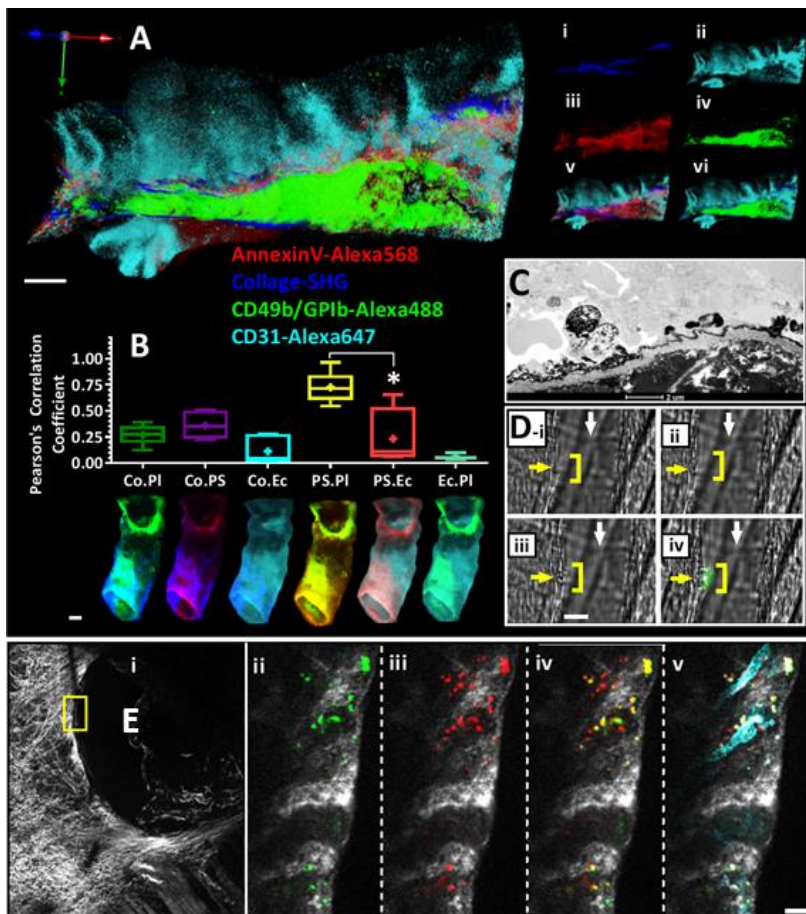 A
i
ii
iii
iv
v
vi
AnnexinV-Alexa568
Collage-SHG
CD49b/GPIb-Alexa488
CD31-Alexa647
B
Pearson's Correlation
Coefficient
1.00
0.75
0.50
0.25
0.00
*
Co.Pl
Co.PS
Co.Ec
PS.Pl
PS.Ec
Ec.Pl
C
2 um
D-i
ii
iii
iv
i
E
ii
iii
iv
v